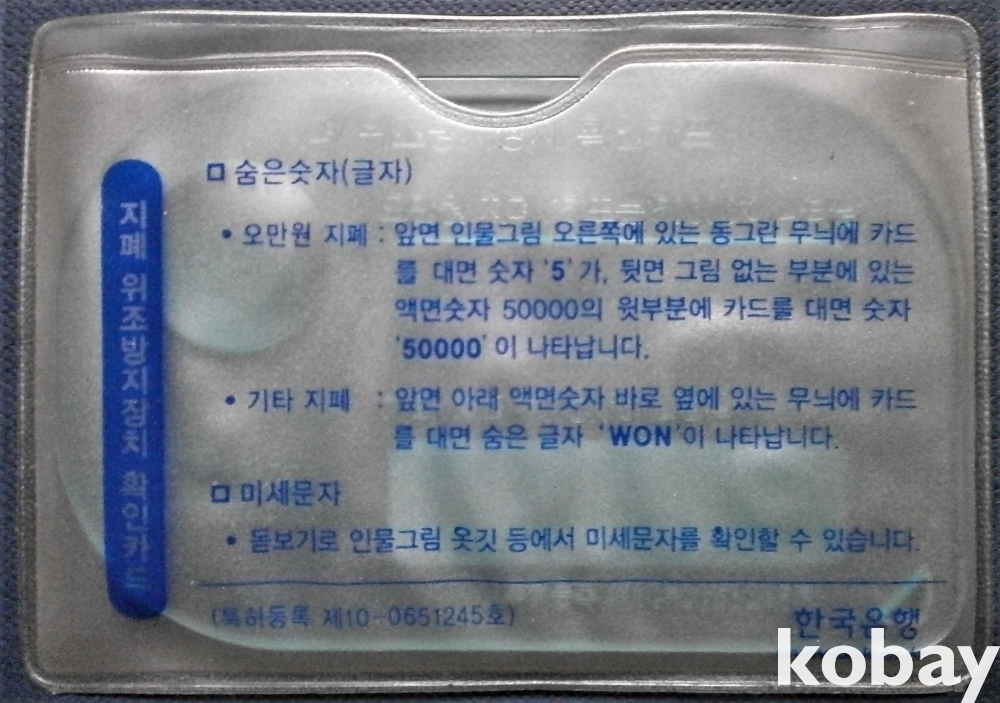 지폐 위조방지장치 확인카드
숨은숫자(글자)
• 오만원 지폐 : 앞면 인물그림 오른쪽에 있는 동그란 무늬에 카드
를 대면 숫자 '5'가, 뒷면 그림 없는 부분에 있는
액면숫자 50000의 윗부분에 카드를 대면 숫자
'50000'이 나타납니다.
• 기타 지폐 : 앞면 아래 액면숫자 바로 옆에 있는 무늬에 카드
를 대면 숨은 글자 'WON'이 나타납니다.
미세문자
• 돋보기로 인물그림 옷깃 등에서 미세문자를 확인할 수 있습니다.
(특허등록 제10-0651245호)
한국은행
kobay